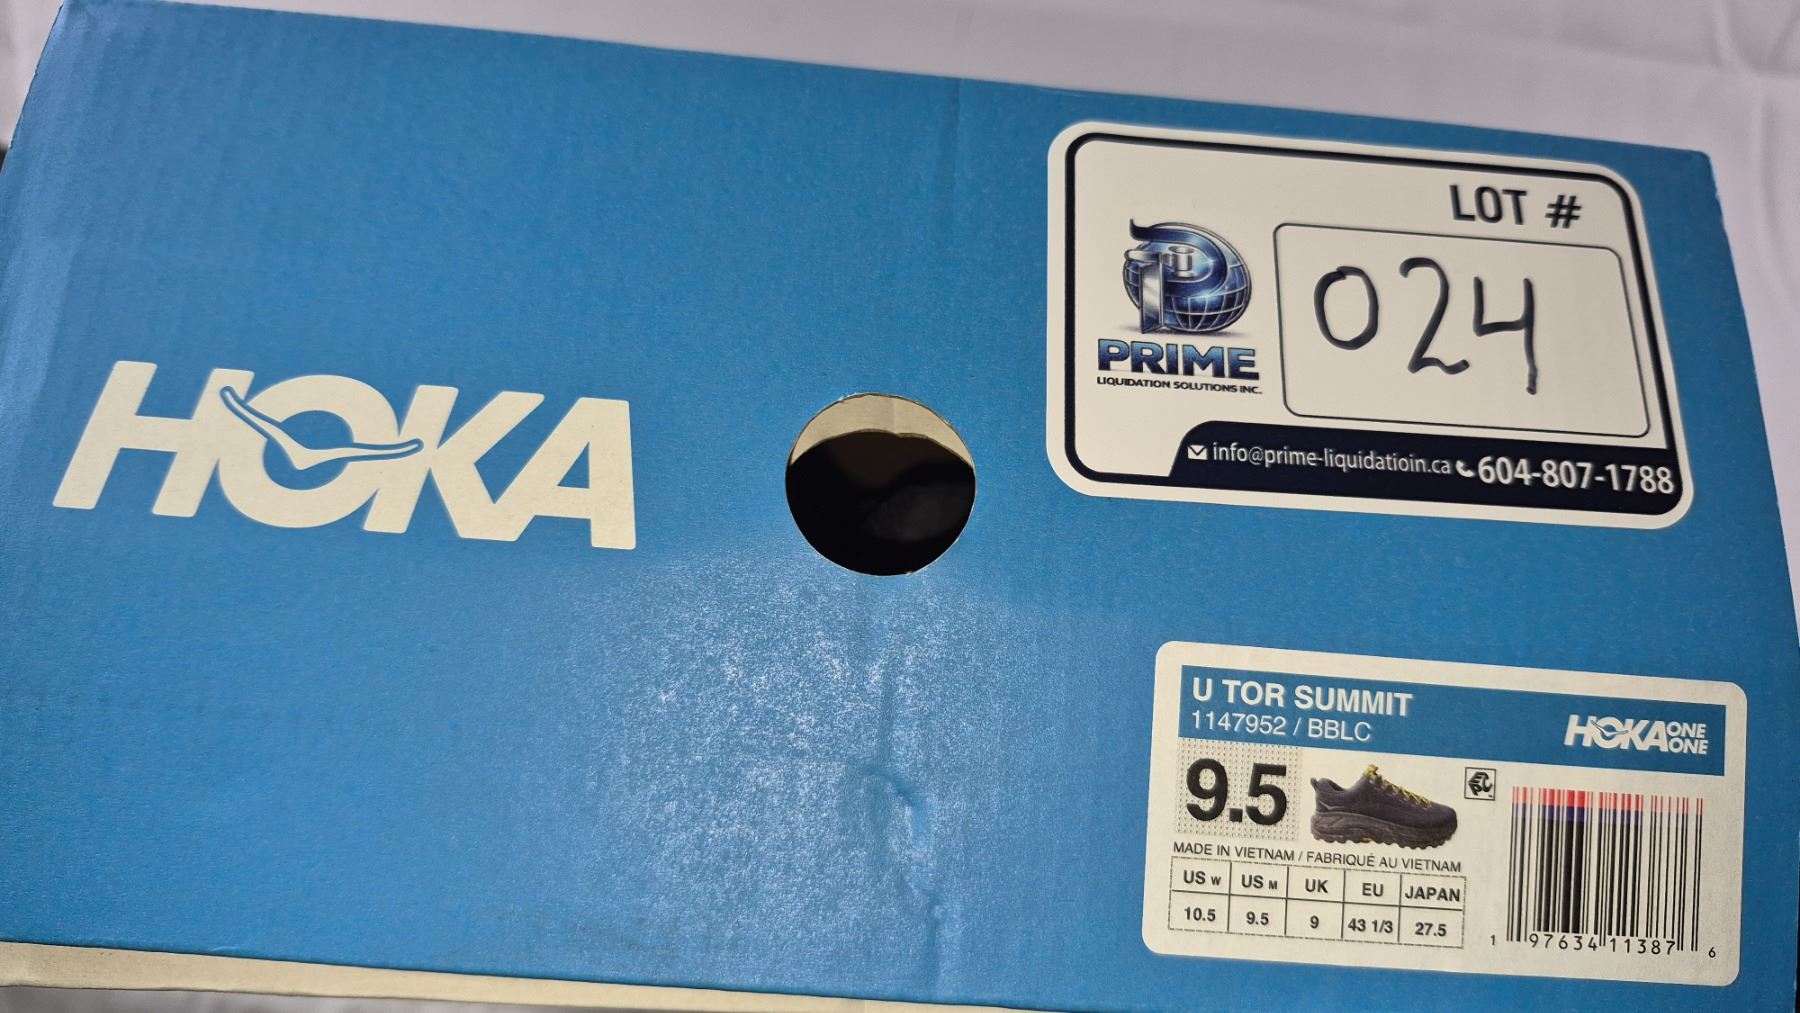 HOKA
LOT #
024
PRIME
LIQUIDATION SOLUTIONS INC.
info@prime-liquidatioin.ca 604-807-1788
U TOR SUMMIT
1147952 / BBLC
HOKA ONE ONE
9.5
MADE IN VIETNAM / FABRIQUÉ AU VIETNAM
US W US M UK EU JAPAN
10.5 9.5 9 43 1/3 27.5
1 97634 11387 6